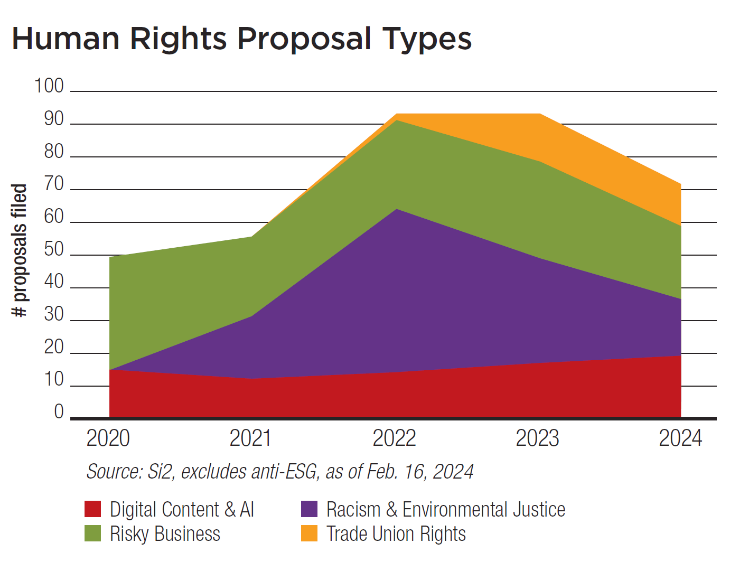 Human Rights Proposal Types
# proposals filed
100
90
80
70
60
50
40
30
20
10
0
2020 2021 2022 2023 2024
Source: Si2, excludes anti-ESG, as of Feb. 16, 2024
Digital Content & AI Racism & Environmental Justice
Risky Business Trade Union Rights